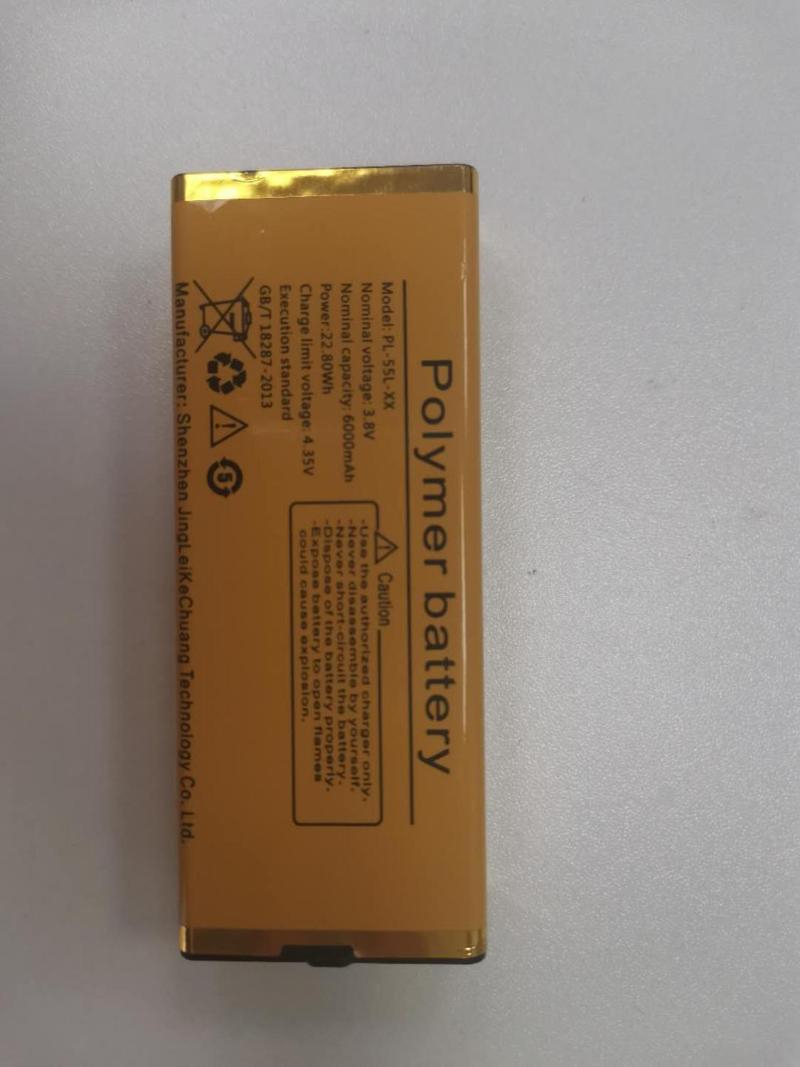 Polymer battery
Model: PL-55L-XX
Nominal voltage: 3.8V
Nominal capacity: 6000mAh
Power:22.80Wh
Charge limit voltage: 4.35V
Execution standard
GB/T 18287-2013
Caution
-Use the authorized charger only.
-Never disassemble by yourself.
-Never short-circuit the battery.
-Dispose of the battery properly.
-Expose battery to open flames
could cause explosion.
5
Manufacturer: Shenzhen JingLeiKeChuang Technology Co. Ltd.